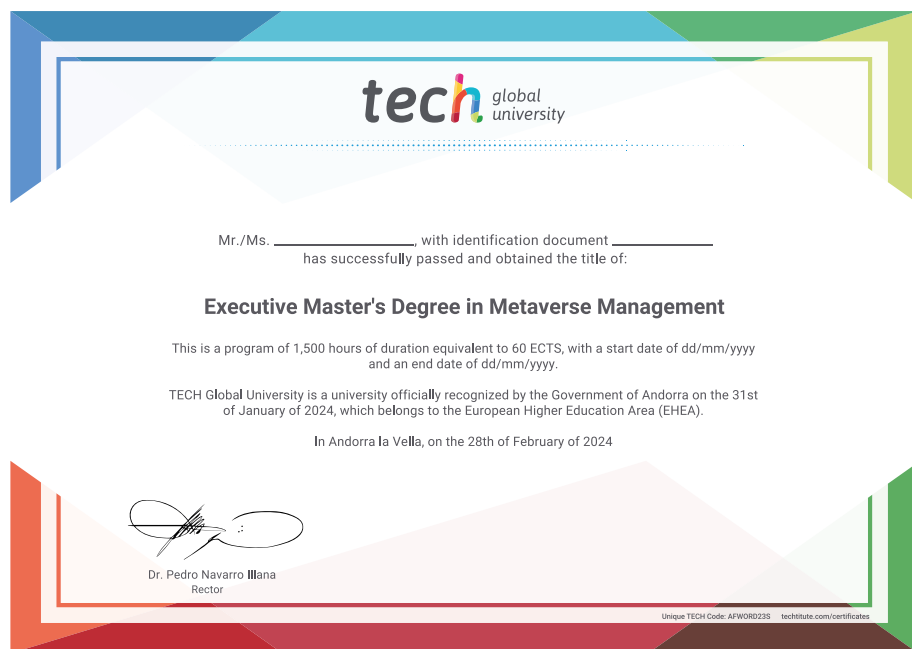 tech global
university
Mr./Ms. ____________, with identification document ____________
has successfully passed and obtained the title of:
Executive Master's Degree in Metaverse Management
This is a program of 1,500 hours of duration equivalent to 60 ECTS, with a start date of dd/mm/yyyy
and an end date of dd/mm/yyyy.
TECH Global University is a university officially recognized by the Government of Andorra on the 31st
of January of 2024, which belongs to the European Higher Education Area (EHEA).
In Andorra la Vella, on the 28th of February of 2024
Dr. Pedro Navarro Illana
Rector
Unique TECH Code: AFWORD23S techtitute.com/certificates